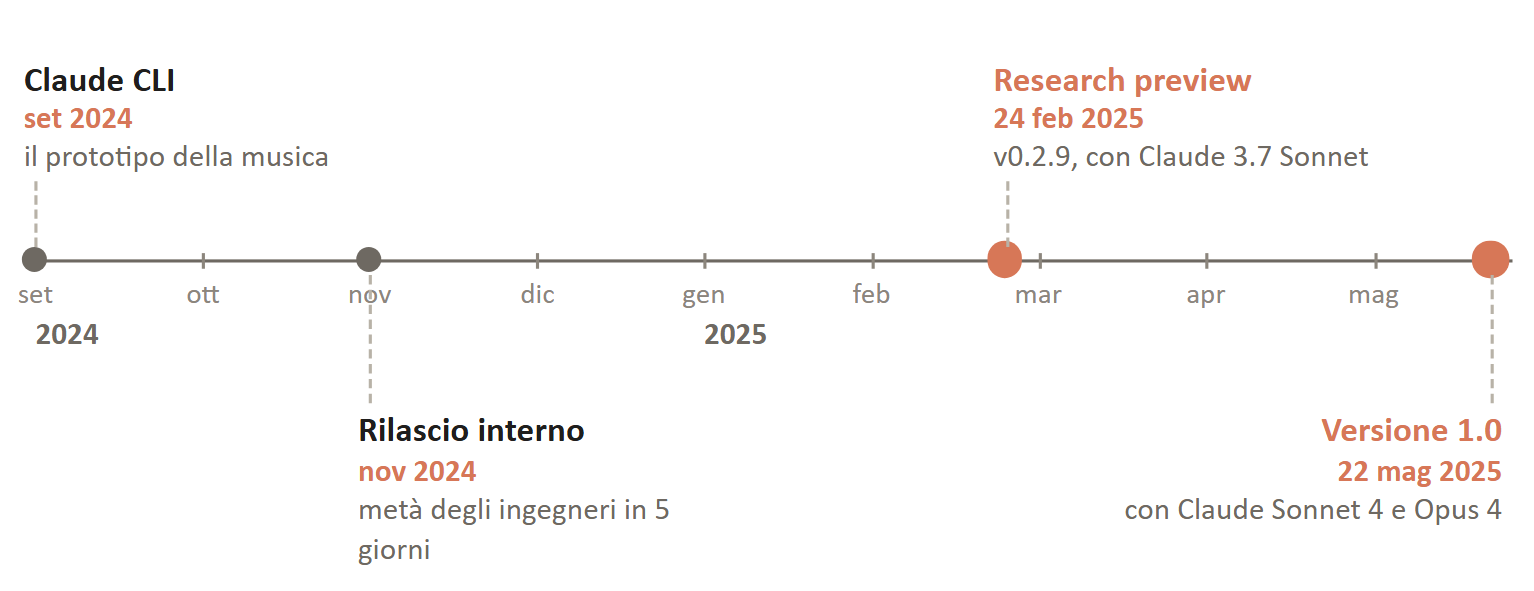 Claude CLI
set 2024
il prototipo della musica
Research preview
24 feb 2025
v0.2.9, con Claude 3.7 Sonnet
set
ott
nov
dic
gen
feb
mar
apr
mag
2024
2025
Rilascio interno
nov 2024
metà degli ingegneri in 5
giorni
Versione 1.0
22 mag 2025
con Claude Sonnet 4 e Opus 4